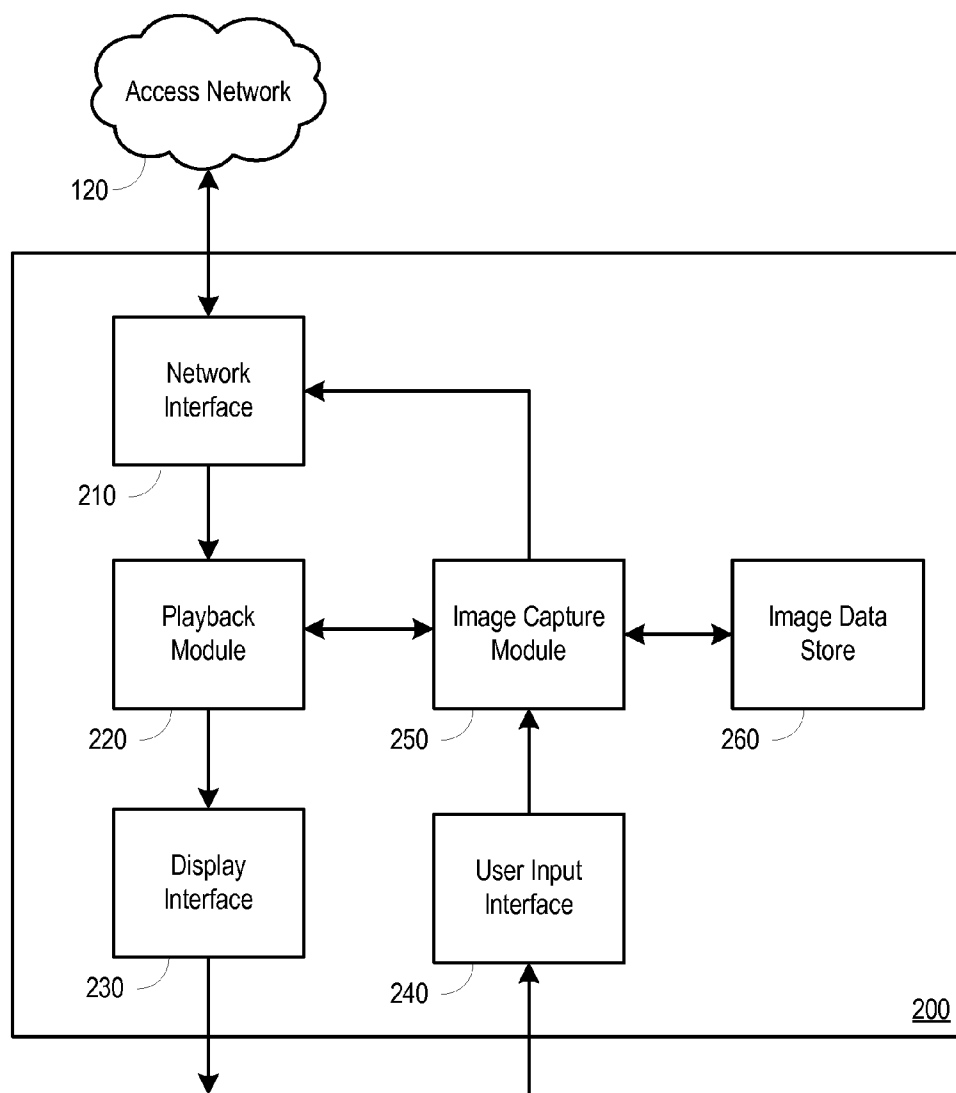 Access Network
120
Network
Interface
210
Playback
Module
220
Image Capture
Module
250
Image Data
Store
260
Display
Interface
230
User Input
Interface
240
200